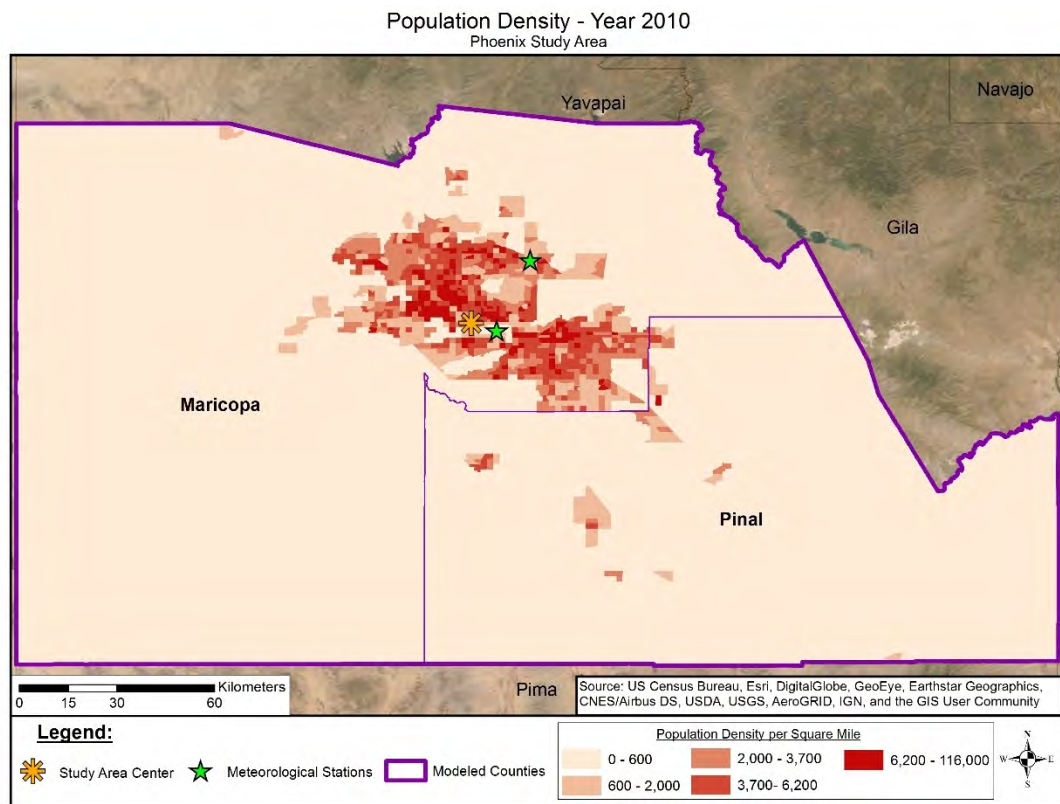 Population Density - Year 2010
Phoenix Study Area
Navajo
Yavapai
Gila
Maricopa
Pinal
Pima
Kilometers
0 15 30 60
Source: US Census Bureau, Esri, DigitalGlobe, GeoEye, Earthstar Geographics,
CNES/Airbus DS, USDA, USGS, AeroGRID, IGN, and the GIS User Community
Legend:
Study Area Center
Meteorological Stations
Modeled Counties
Population Density per Square Mile
0 - 600
2,000 - 3,700
6,200 - 116,000
600 - 2,000
3,700- 6,200
N
W E
S